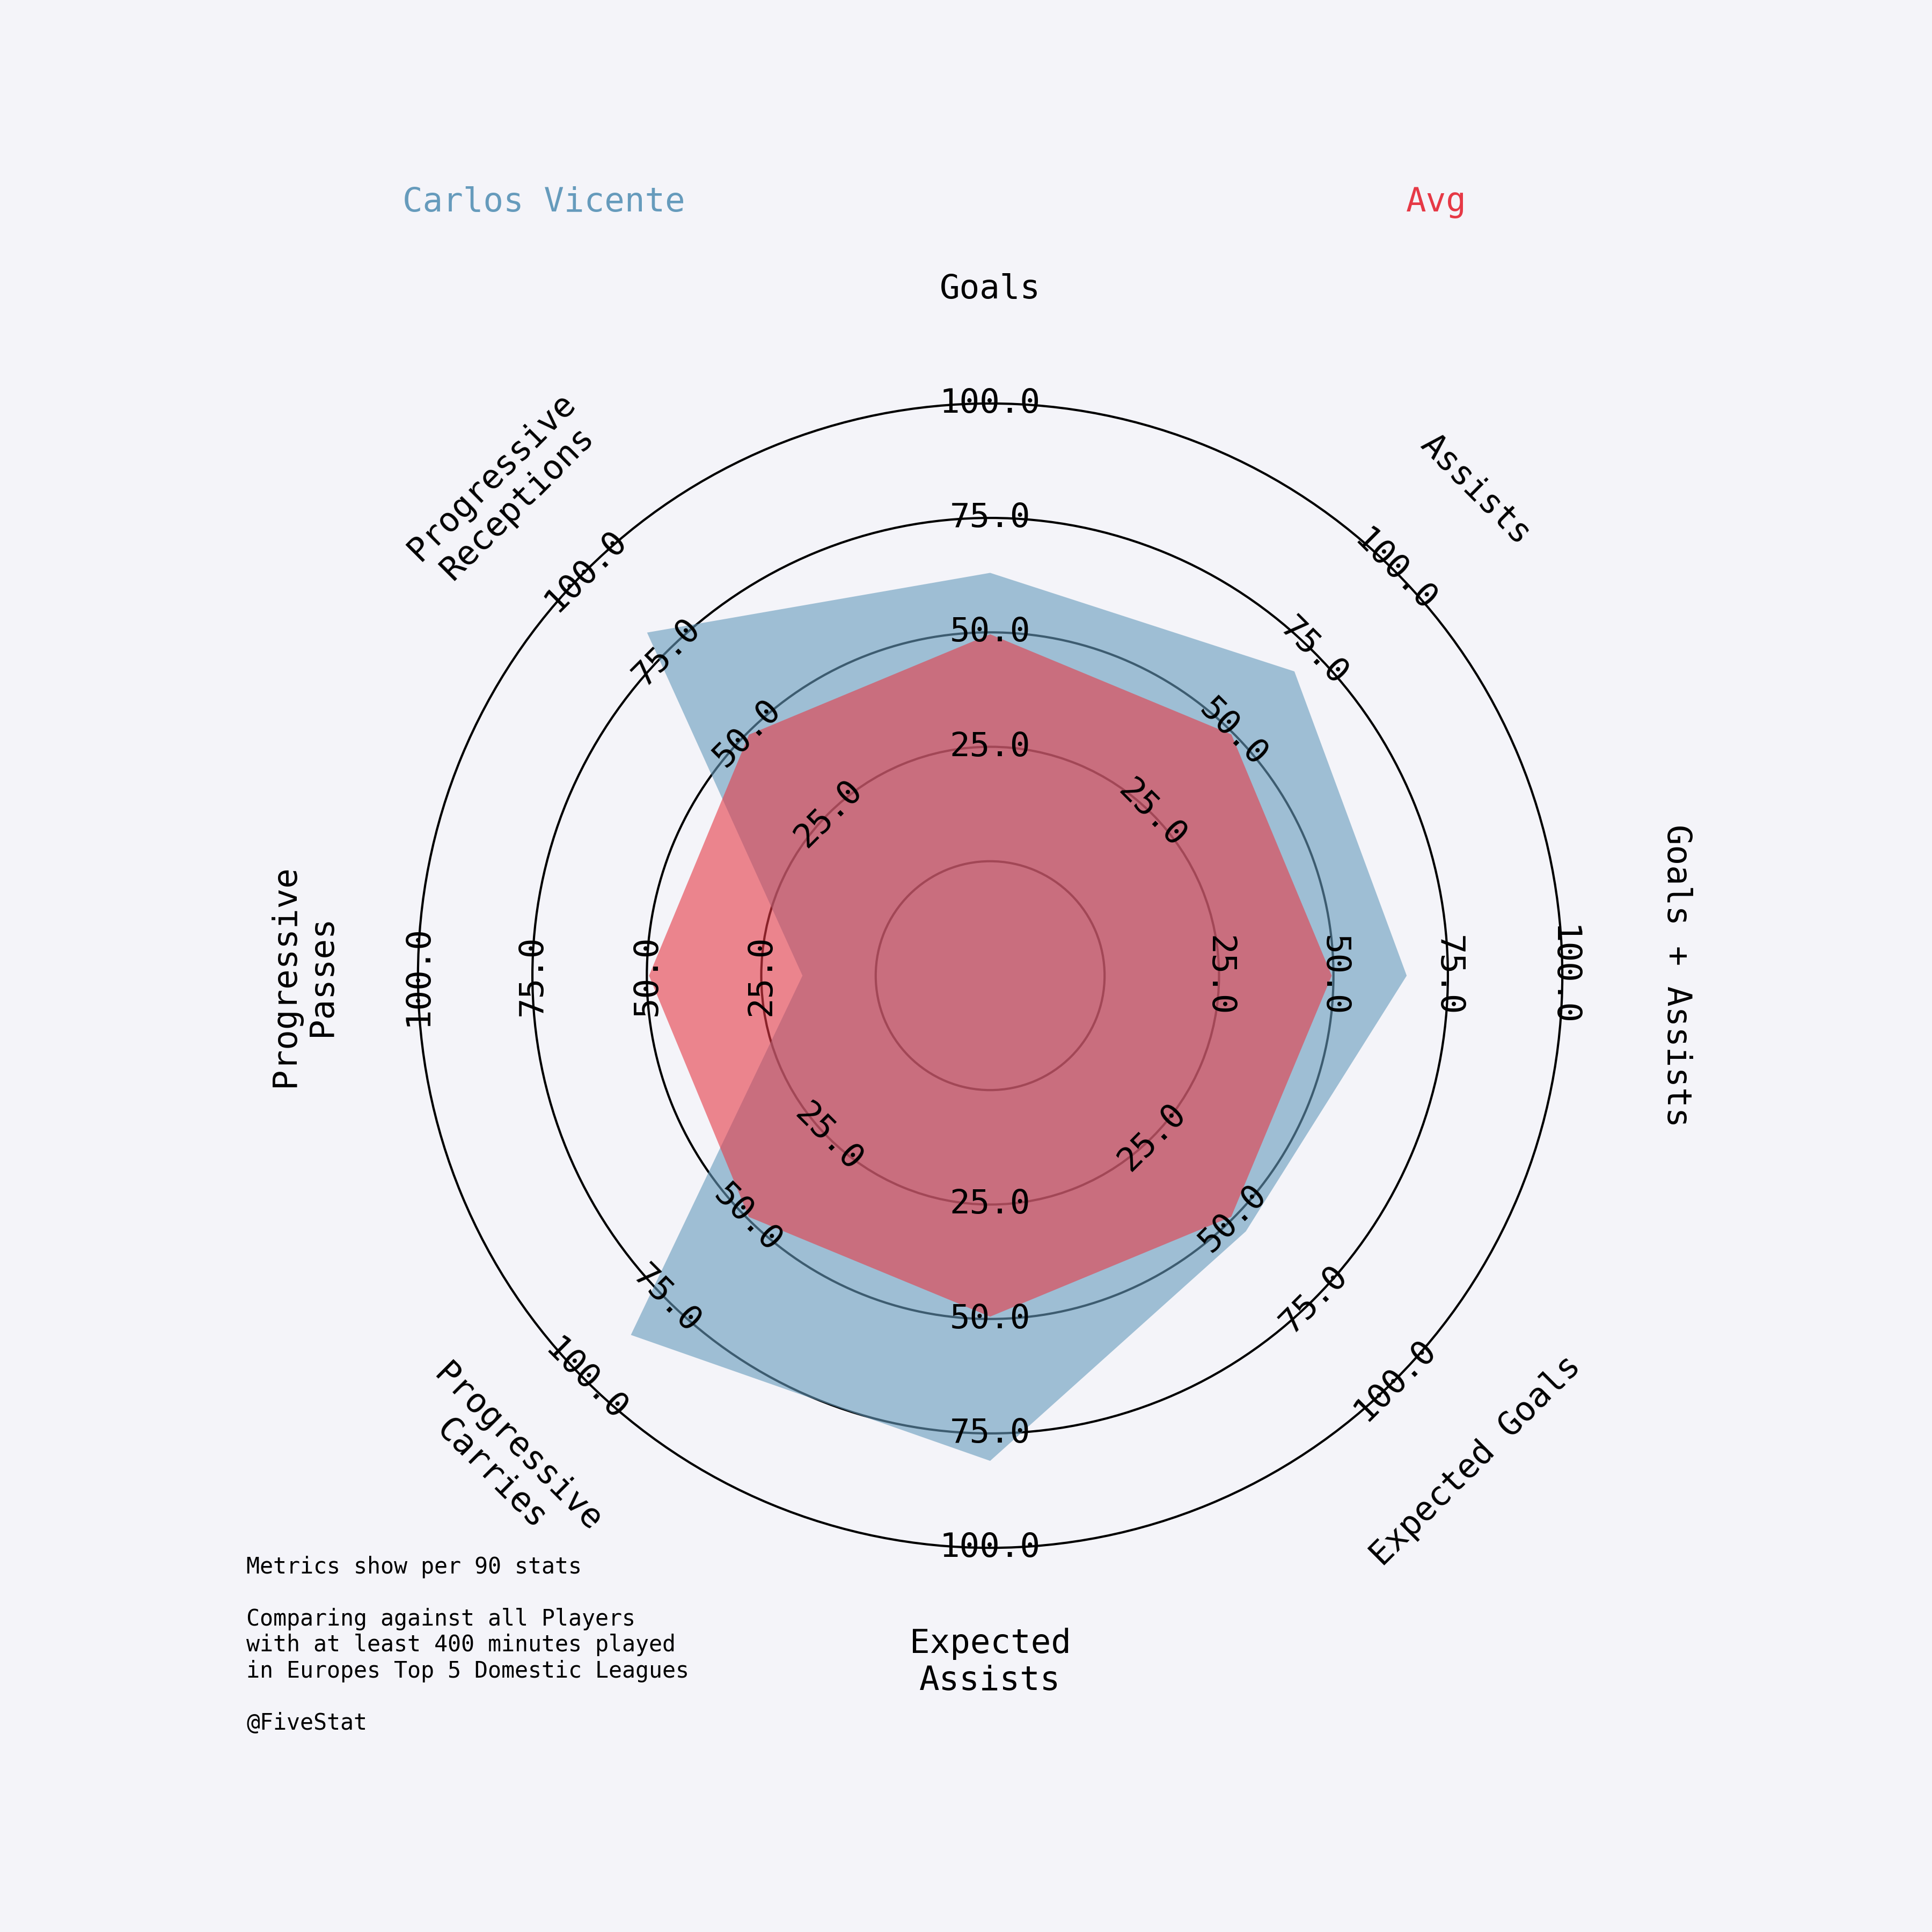 Carlos Vicente
Avg
Goals
Assists
Goals + Assists
Expected Goals
Expected
Assists
Progressive
Carries
Progressive
Passes
Progressive
Receptions
25.0
50.0
75.0
100.0
25.0
50.0
75.0
100.0
25.0
50.0
75.0
100.0
25.0
50.0
75.0
100.0
25.0
50.0
75.0
100.0
25.0
50.0
75.0
100.0
25.0
50.0
75.0
100.0
25.0
50.0
75.0
100.0
Metrics show per 90 stats
Comparing against all Players
with at least 400 minutes played
in Europes Top 5 Domestic Leagues
@FiveStat